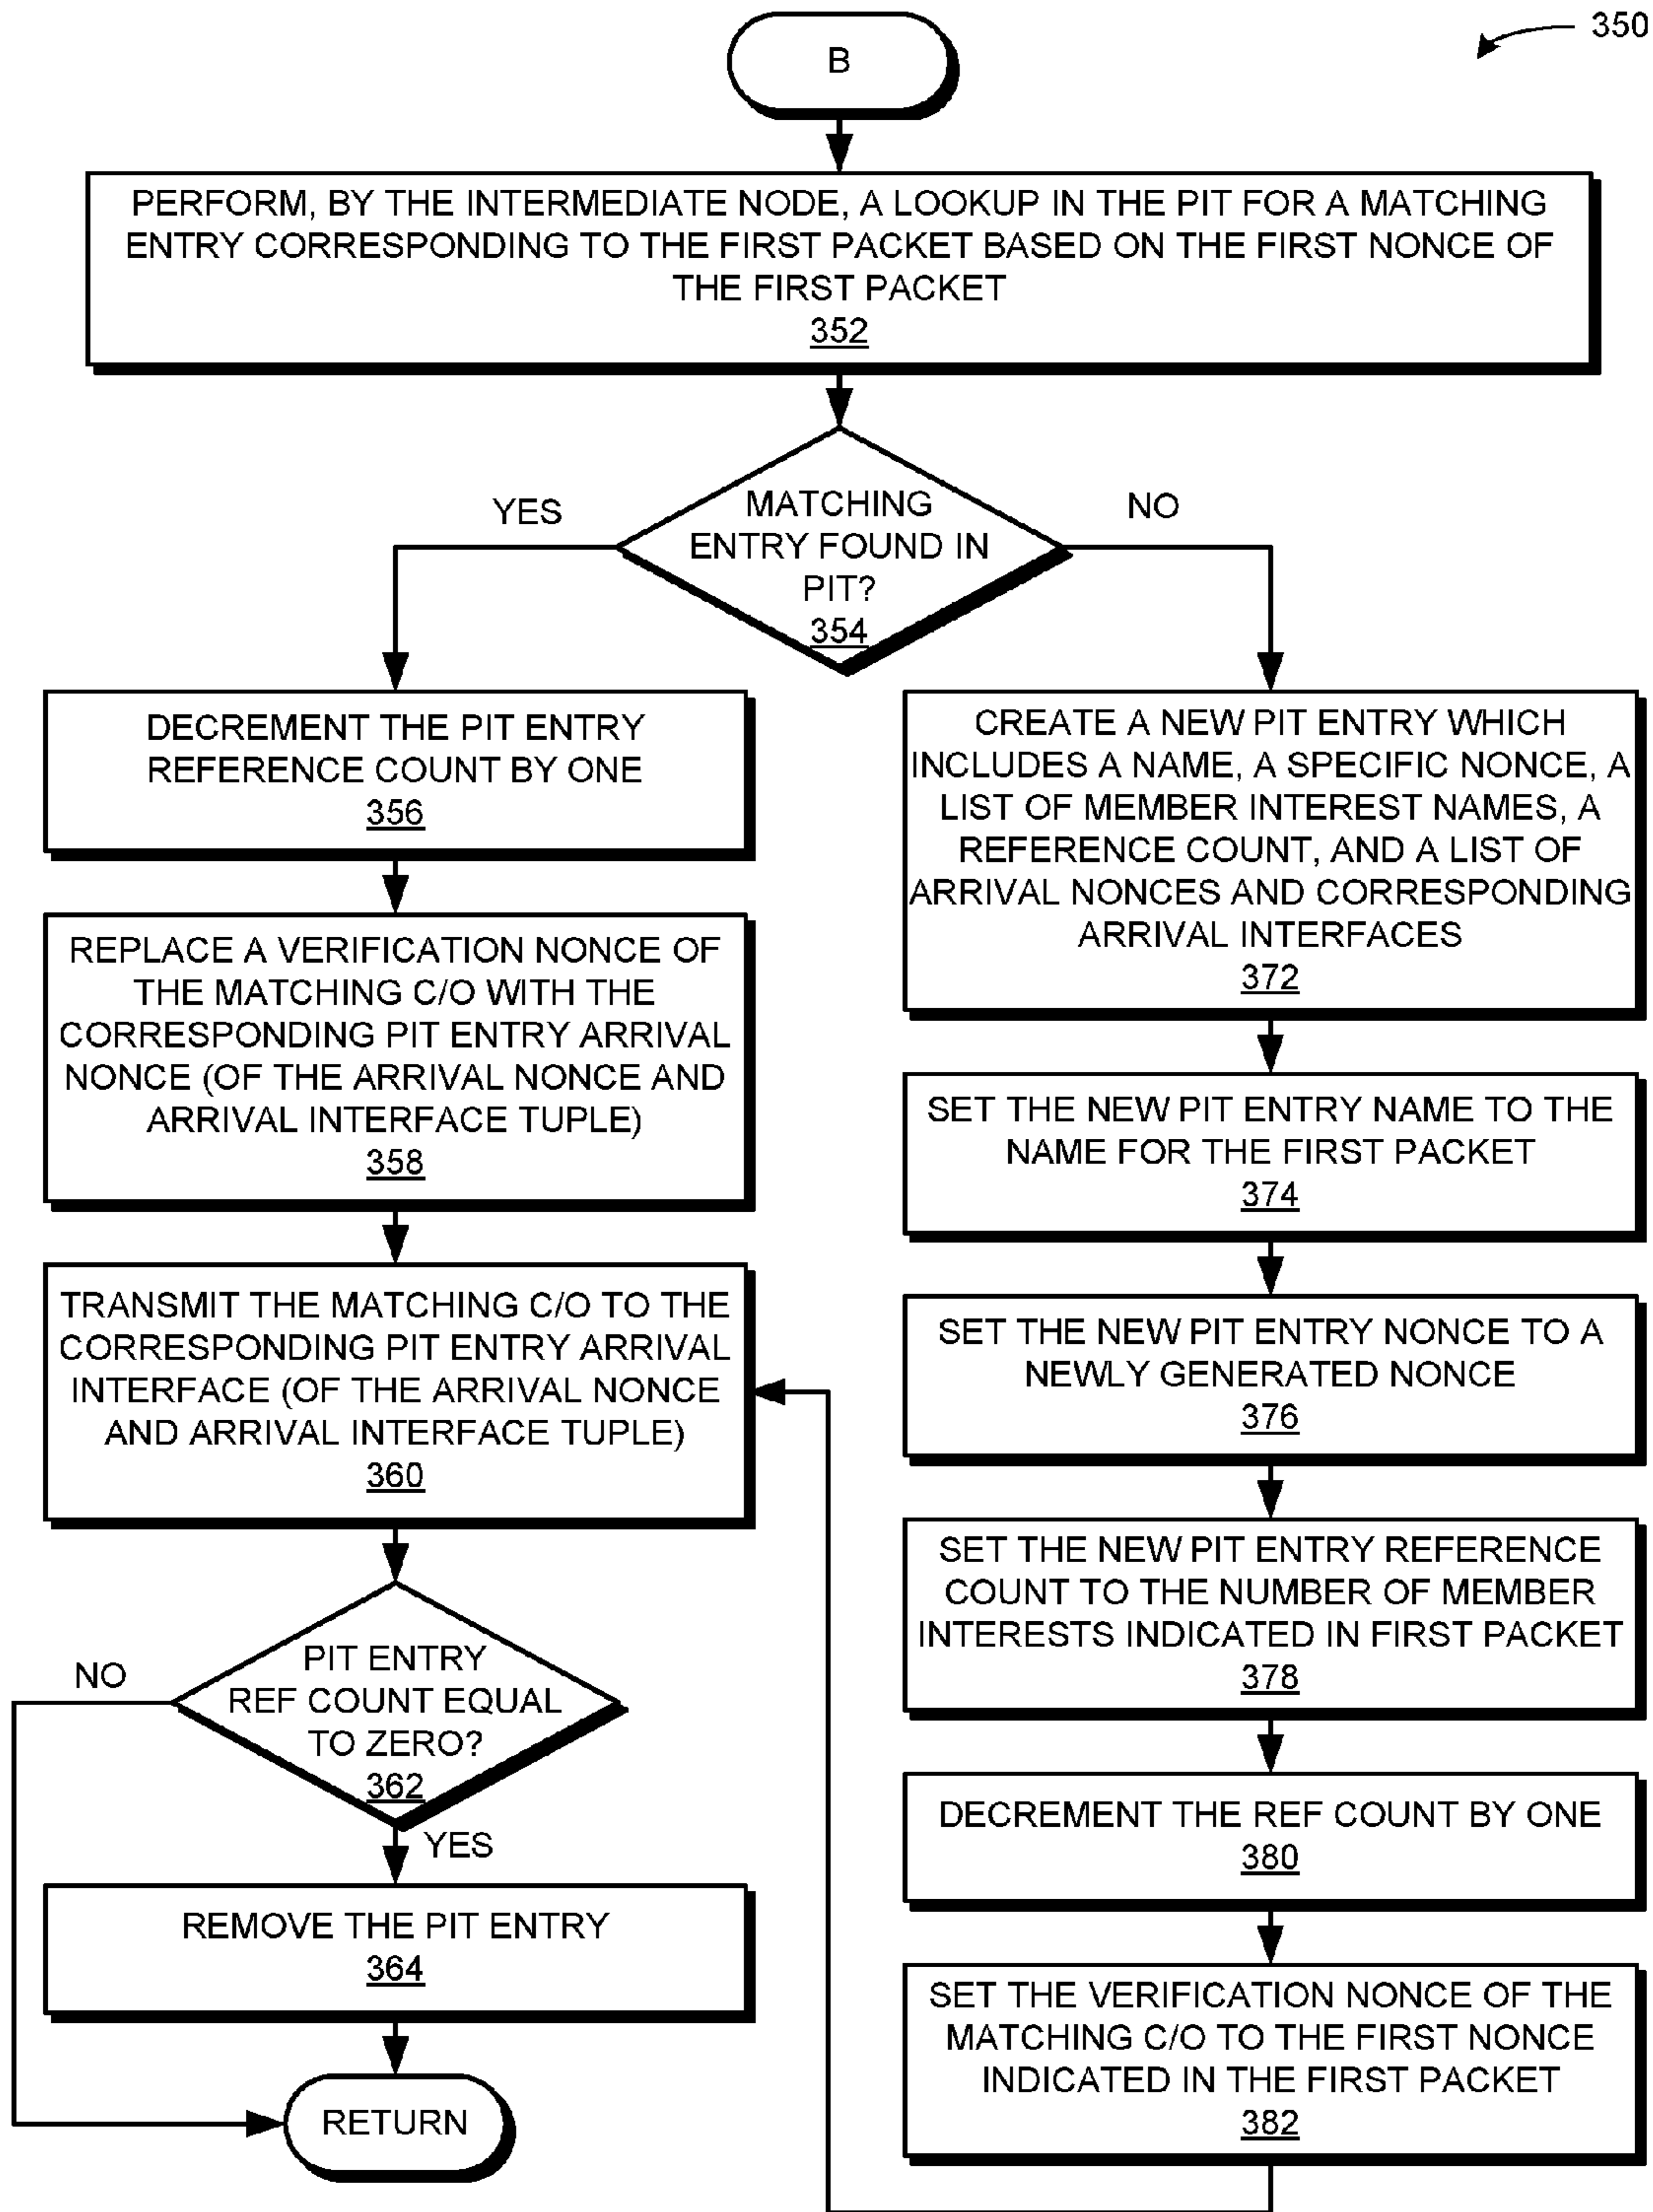 350
B
PERFORM, BY THE INTERMEDIATE NODE, A LOOKUP IN THE PIT FOR A MATCHING
ENTRY CORRESPONDING TO THE FIRST PACKET BASED ON THE FIRST NONCE OF
THE FIRST PACKET
352
MATCHING
ENTRY FOUND IN
PIT?
354
YES
NO
DECREMENT THE PIT ENTRY
REFERENCE COUNT BY ONE
356
REPLACE A VERIFICATION NONCE OF
THE MATCHING C/O WITH THE
CORRESPONDING PIT ENTRY ARRIVAL
NONCE (OF THE ARRIVAL NONCE AND
ARRIVAL INTERFACE TUPLE)
358
TRANSMIT THE MATCHING C/O TO THE
CORRESPONDING PIT ENTRY ARRIVAL
INTERFACE (OF THE ARRIVAL NONCE
AND ARRIVAL INTERFACE TUPLE)
360
PIT ENTRY
REF COUNT EQUAL
TO ZERO?
362
NO
YES
REMOVE THE PIT ENTRY
364
RETURN
CREATE A NEW PIT ENTRY WHICH
INCLUDES A NAME, A SPECIFIC NONCE, A
LIST OF MEMBER INTEREST NAMES, A
REFERENCE COUNT, AND A LIST OF
ARRIVAL NONCES AND CORRESPONDING
ARRIVAL INTERFACES
372
SET THE NEW PIT ENTRY NAME TO THE
NAME FOR THE FIRST PACKET
374
SET THE NEW PIT ENTRY NONCE TO A
NEWLY GENERATED NONCE
376
SET THE NEW PIT ENTRY REFERENCE
COUNT TO THE NUMBER OF MEMBER
INTERESTS INDICATED IN FIRST PACKET
378
DECREMENT THE REF COUNT BY ONE
380
SET THE VERIFICATION NONCE OF THE
MATCHING C/O TO THE FIRST NONCE
INDICATED IN THE FIRST PACKET
382